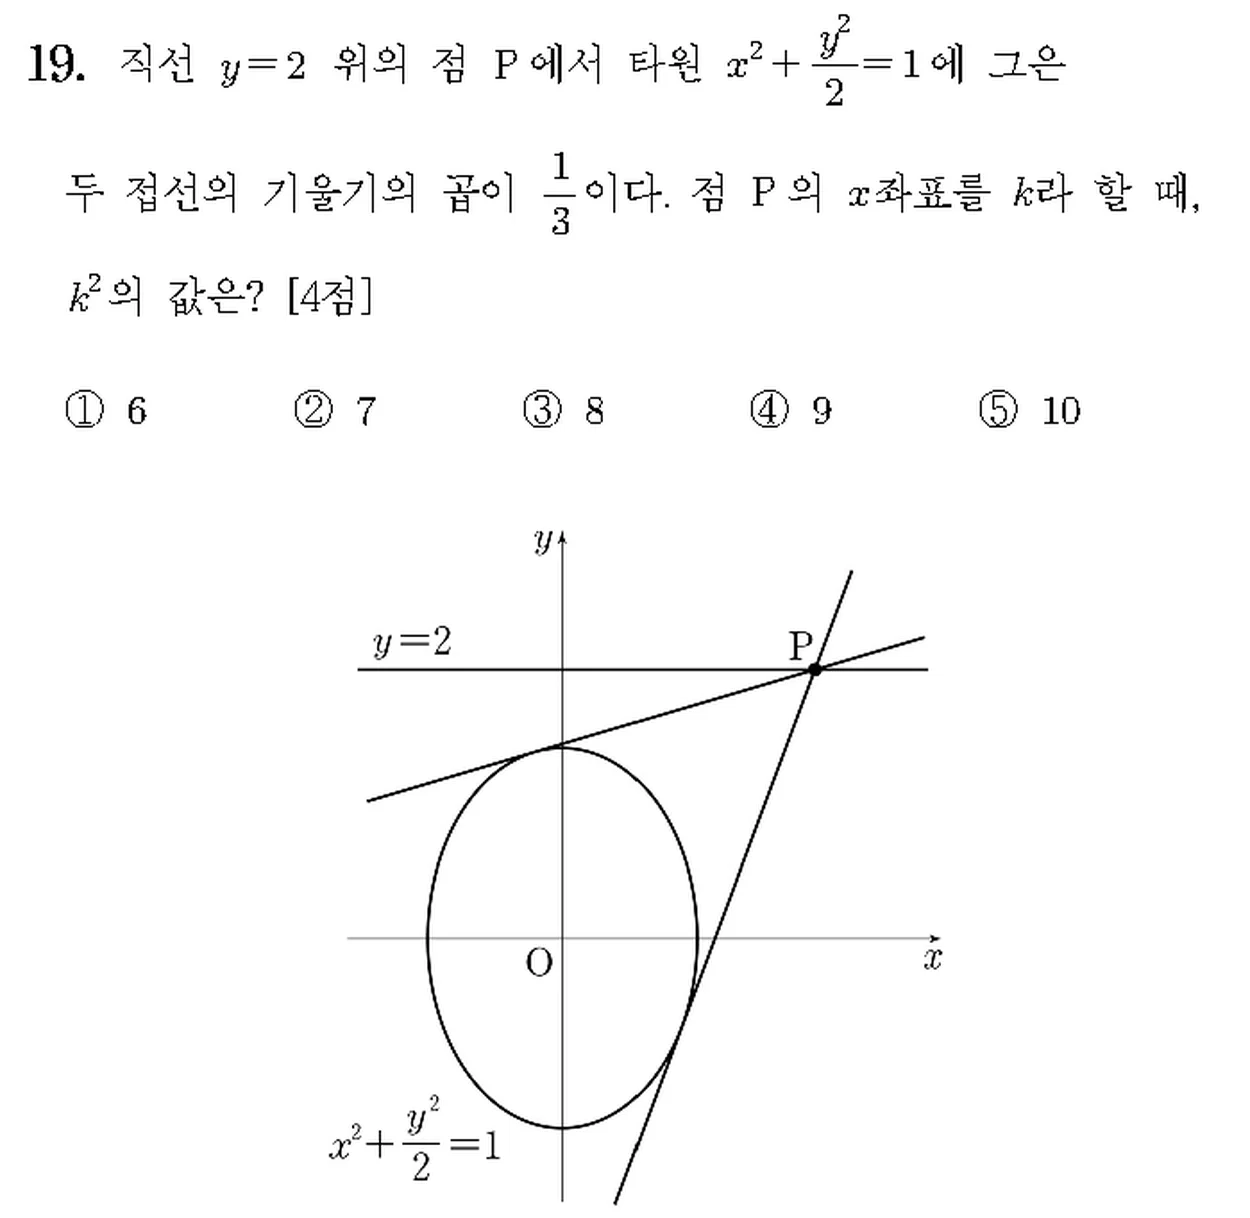 19. 직선 y=2 위의 점 P에서 타원 x²+y²/2=1에 그은
두 접선의 기울기의 곱이 1/3이다. 점 P의 x좌표를 k라 할 때,
k²의 값은? [4점]
① 6 ② 7 ③ 8 ④ 9 ⑤ 10
y
y=2
P
O
x
x²+y²/2=1